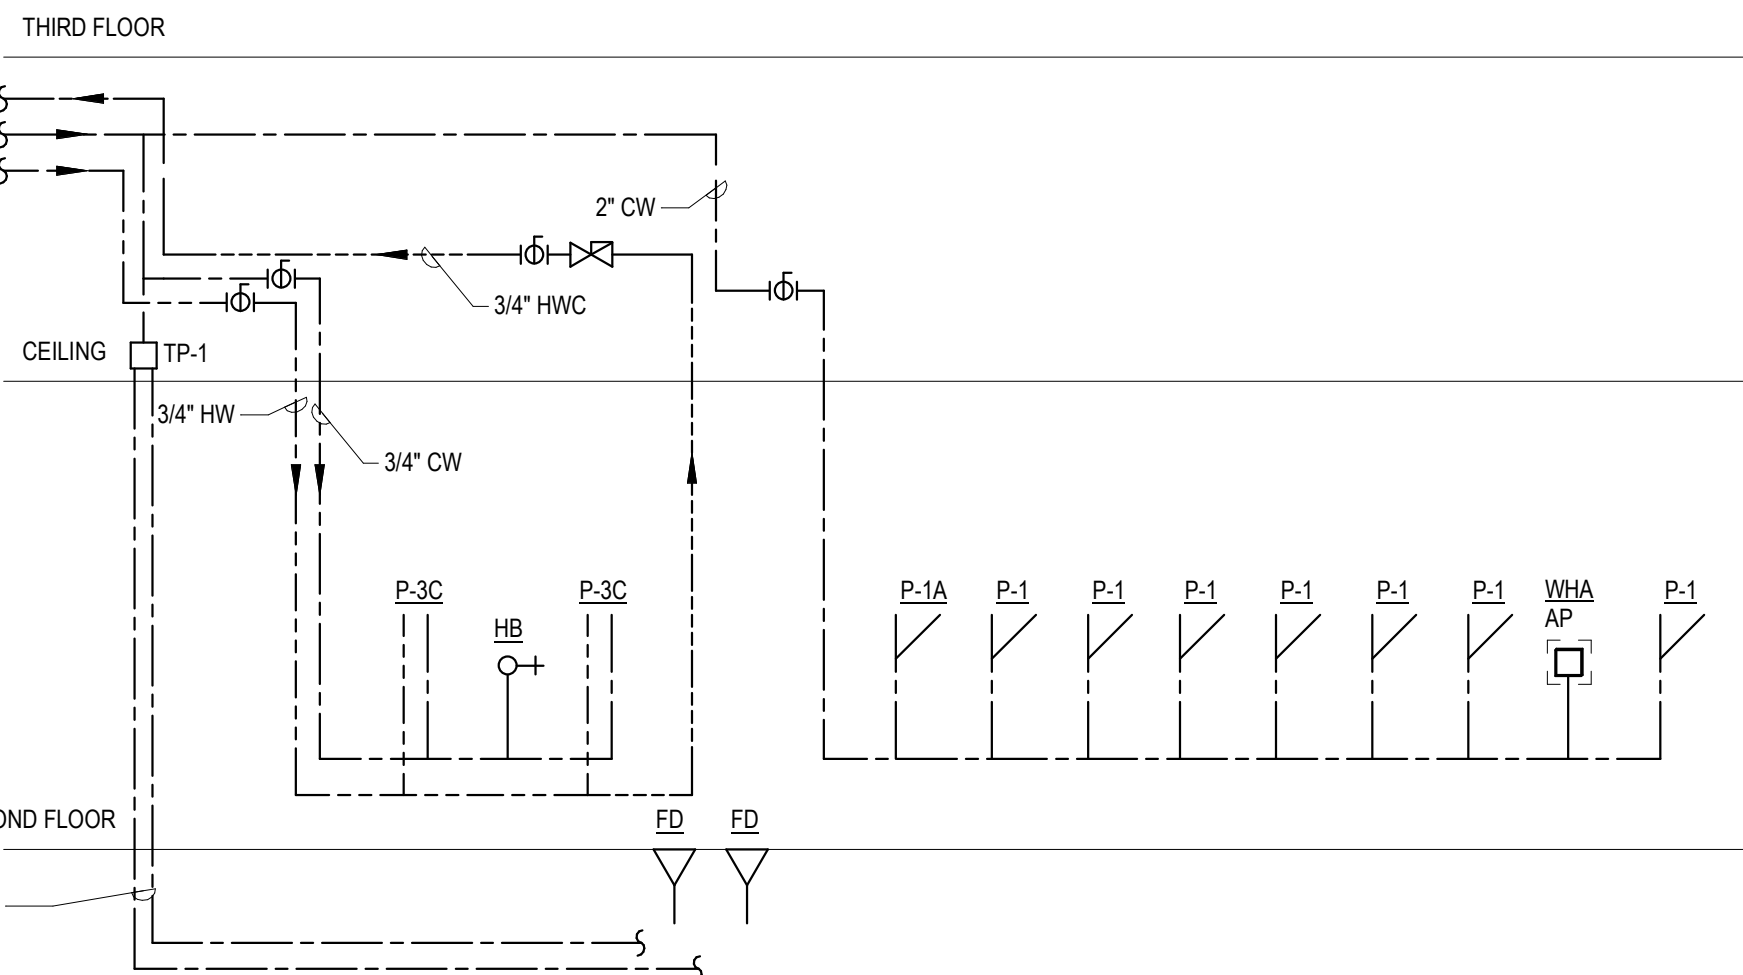 THIRD FLOOR
2" CW
3/4" HWC
CEILING
TP-1
3/4" HW
3/4" CW
P-3C
P-3C
P-1A
P-1
P-1
P-1
P-1
P-1
P-1
WHA
AP
P-1
HB
OND FLOOR
FD
FD